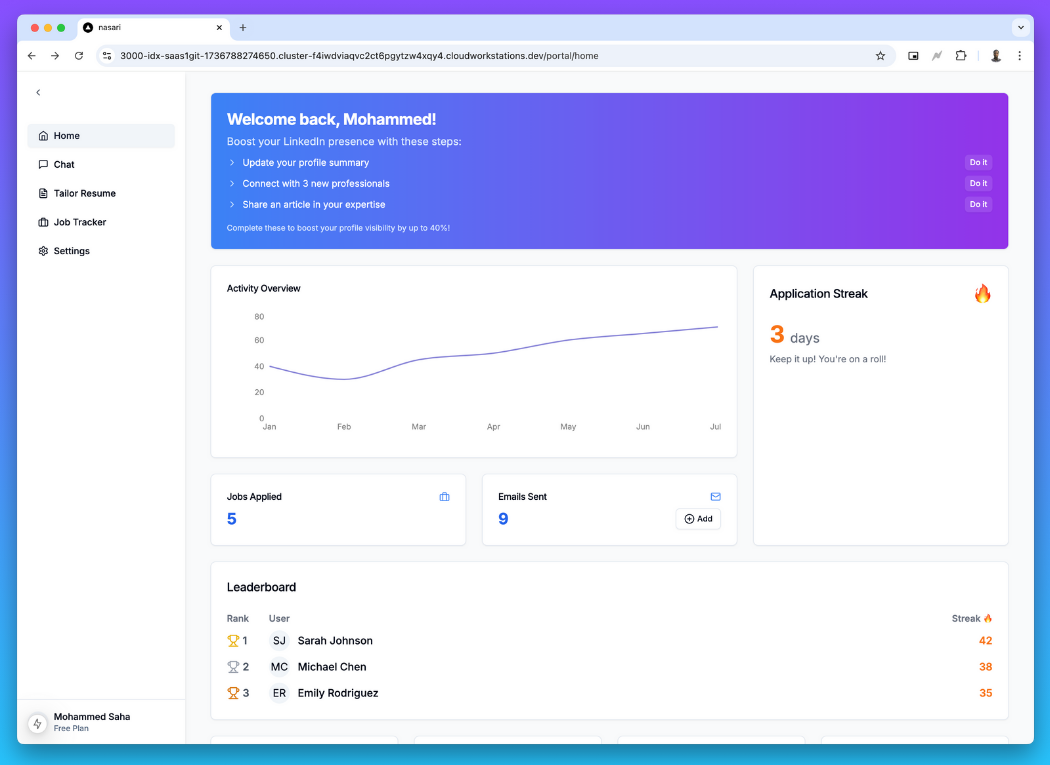 nasari
3000-idx-saas1git-1736788274650.cluster-f4iwdviaqvc2ct6pgytzw4xqy4.cloudworkstations.dev/portal/home
Home
Chat
Tailor Resume
Job Tracker
Settings
Mohammed Saha
Free Plan
Welcome back, Mohammed!
Boost your LinkedIn presence with these steps:
Update your profile summary Do it
Connect with 3 new professionals Do it
Share an article in your expertise Do it
Complete these to boost your profile visibility by up to 40%!
Activity Overview
80
60
40
20
0
Jan Feb Mar Apr May Jun Jul
Application Streak 🔥
3 days
Keep it up! You're on a roll!
Jobs Applied
5
Emails Sent
9 Add
Leaderboard
Rank User Streak 🔥
1 SJ Sarah Johnson 42
2 MC Michael Chen 38
3 ER Emily Rodriguez 35